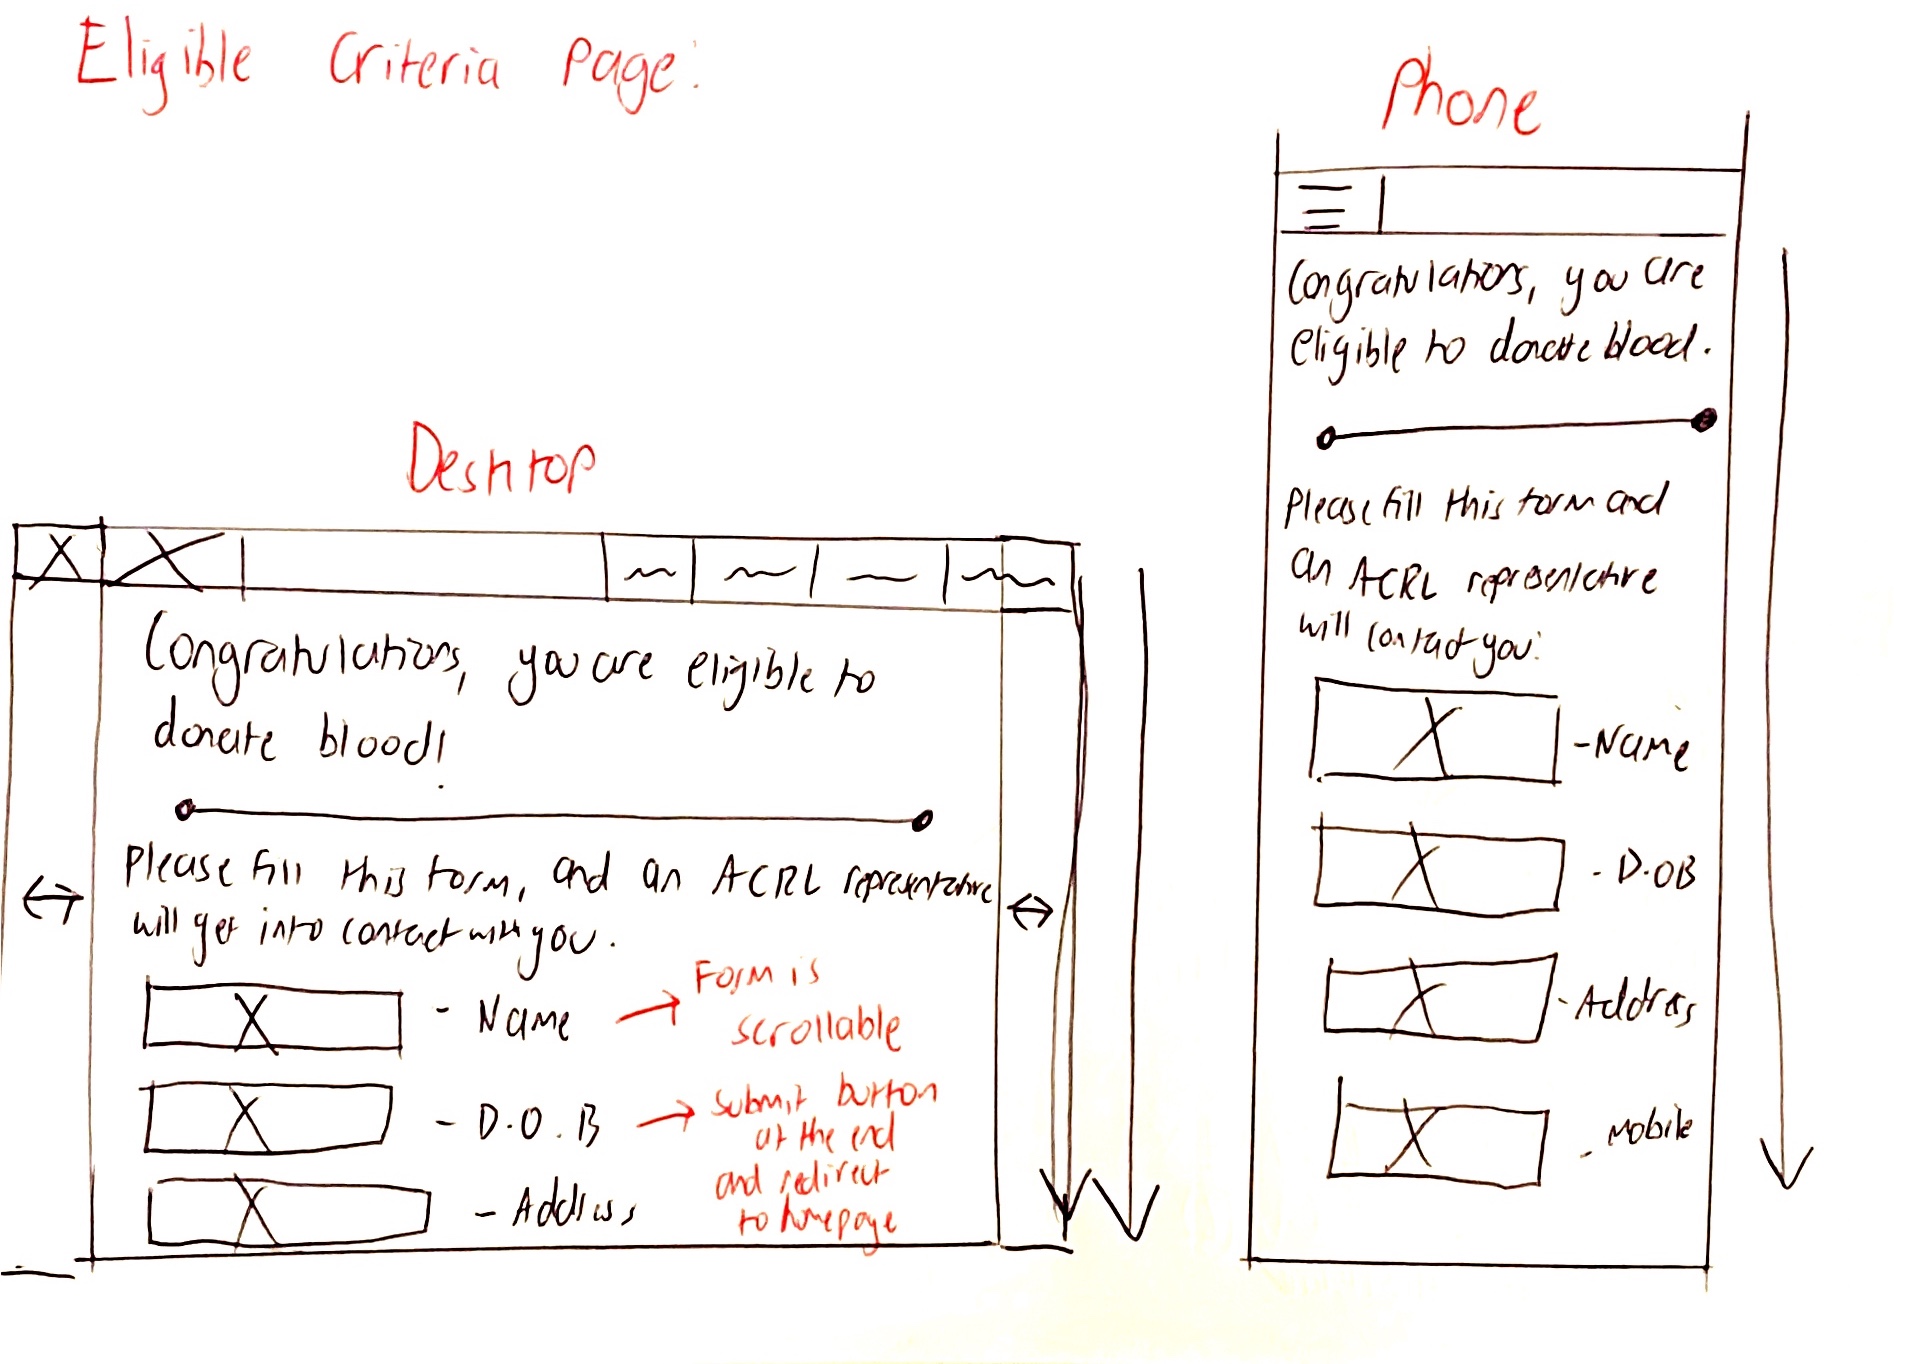 Eligible Criteria Page:
Desktop
Congratulations, you are eligible to
donate blood!
Please fill this form, and an ACRL representative
will get into contact with you.
- Name
Form is
scrollable
- D.O.B
submit button
at the end
and redirect
to homepage
- Address
Phone
Congratulations, you are
eligible to donate blood.
Please fill this form and
an ACRL representative
will contact you:
-Name
- D.OB
-Address
- Mobile